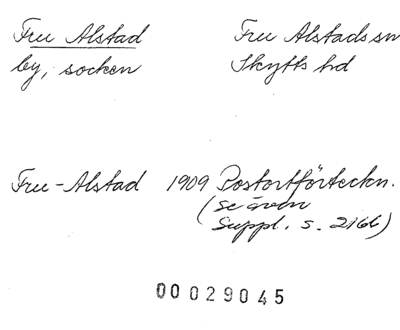 Fru Alstad Fru Alstads sn
by, socken Skytts hd
Fru-Alstad 1909 Postortförteckn.
(se även
Suppl. s. 2166)
00029045